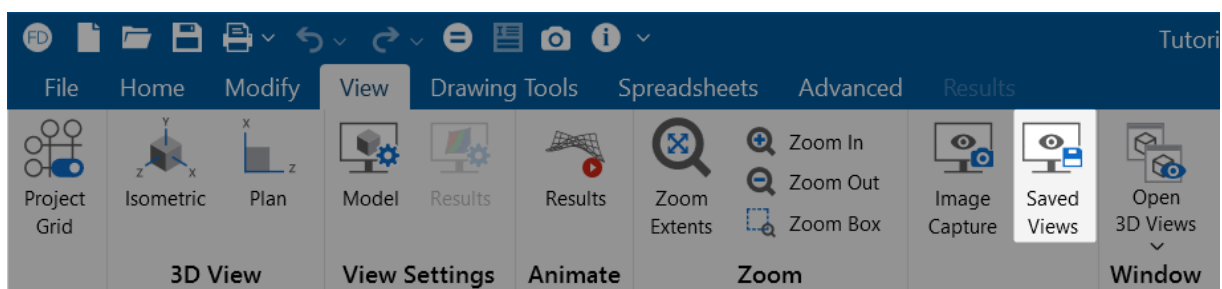 FD
Tutori
File Home Modify View Drawing Tools Spreadsheets Advanced Results
Y X
Z X Z
Zoom In
Zoom Out
Zoom Box
Project Isometric Plan Model Results Results Zoom Image Saved Open
Grid Extents Capture Views 3D Views
3D View View Settings Animate Zoom Window